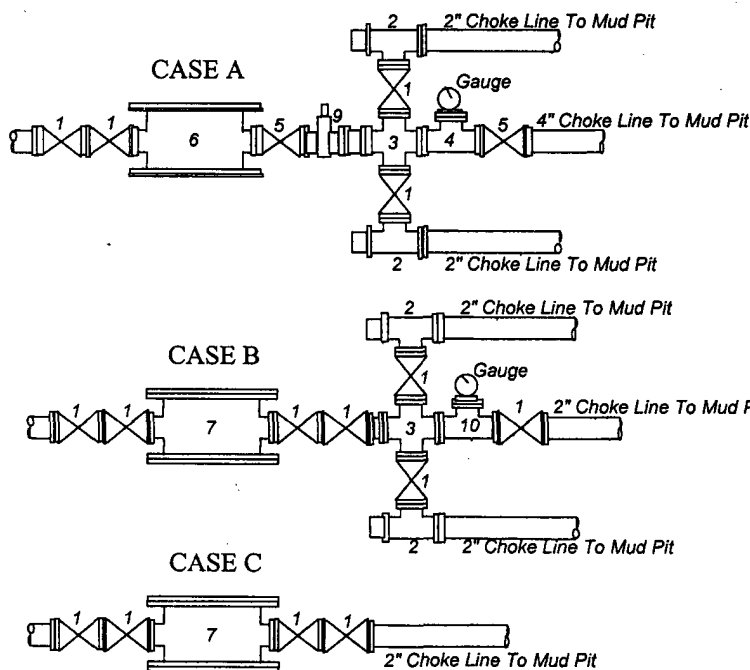 2 2" Choke Line To Mud Pit
CASE A
1 Gauge
1 1 6 5 9 3 4 5 4" Choke Line To Mud Pit
1
2 2" Choke Line To Mud Pit
2 2" Choke Line To Mud Pit
CASE B
1 Gauge
1 1 7 1 1 3 10 1 2" Choke Line To Mud P
1
2 2" Choke Line To Mud Pit
CASE C
1 1 7 1 1
2" Choke Line To Mud Pit